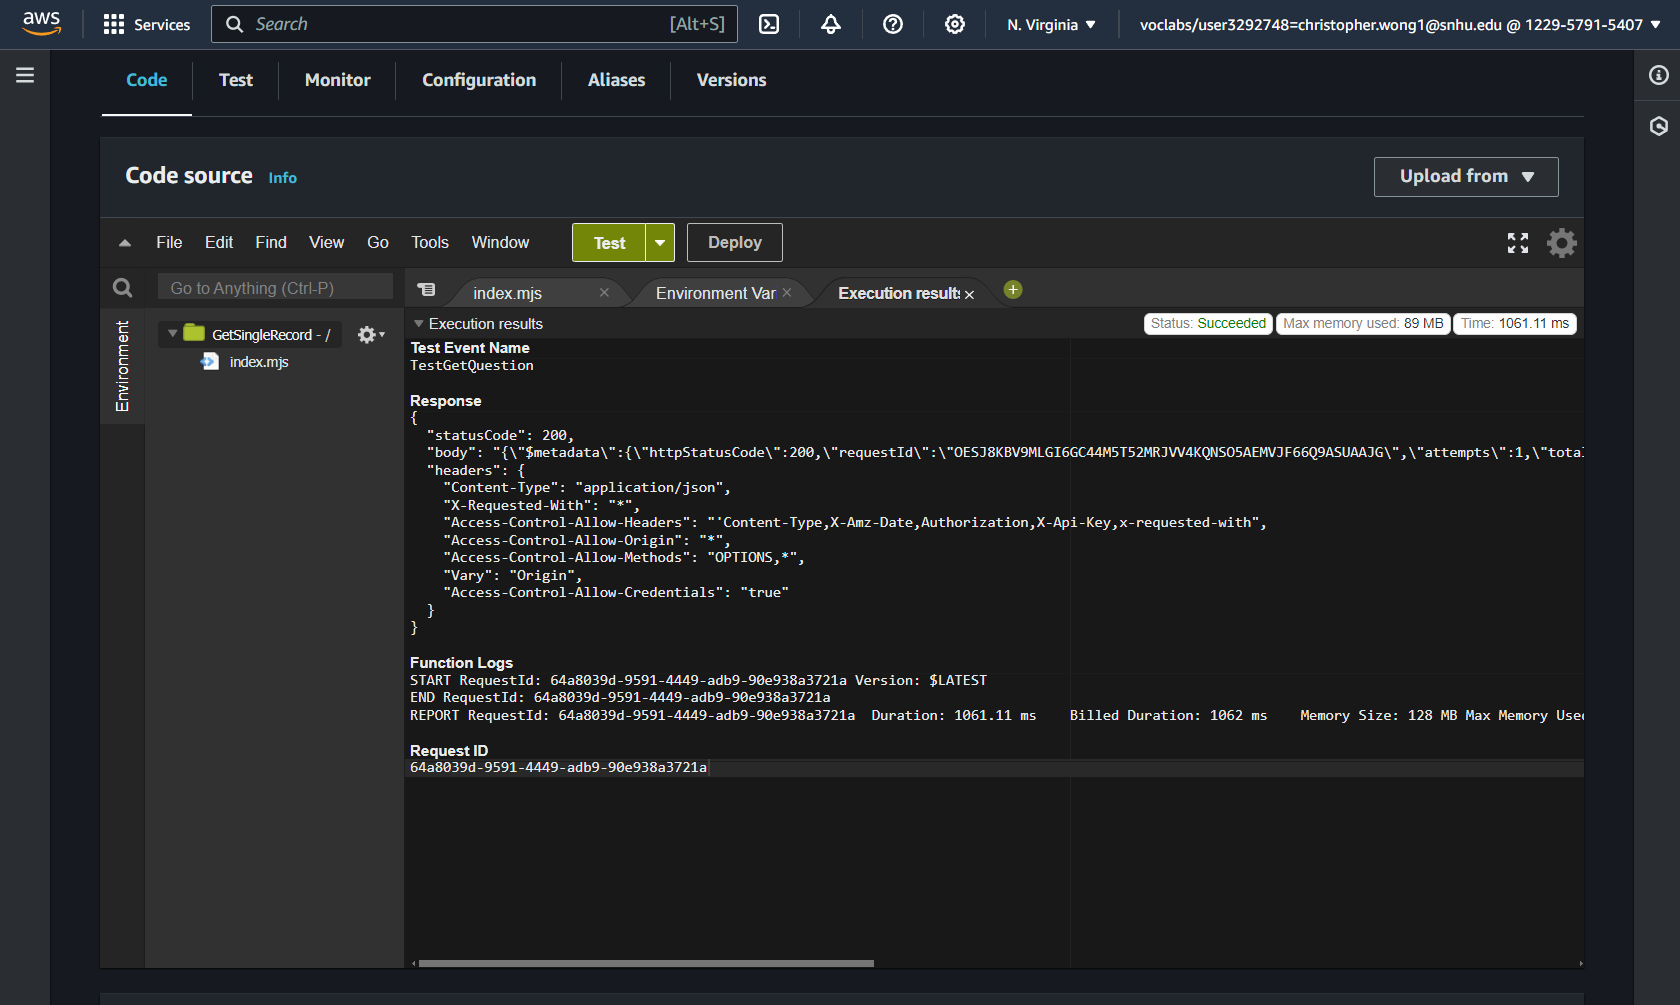 aws
Services
Search [Alt+S]
N. Virginia
voclabs/user3292748=christopher.wong1@snhu.edu @ 1229-5791-5407
Code Test Monitor Configuration Aliases Versions
Code source Info
Upload from
File Edit Find View Go Tools Window
Test
Deploy
Go to Anything (Ctrl-P)
index.mjs
Environment Var
Execution results
Environment
GetSingleRecord - /
index.mjs
Execution results
Status: Succeeded
Max memory used: 89 MB
Time: 1061.11 ms
Test Event Name
TestGetQuestion
Response
{
"statusCode": 200,
"body": "{\"$metadata\":{\"httpStatusCode\":200,\"requestId\":\"OESJ8KBV9MLGI6GC44M5T52MRJVV4KQNSO5AEMVJF66Q9ASUAAJG\",\"attempts\":1,\"total
"headers": {
"Content-Type": "application/json",
"X-Requested-With": "*",
"Access-Control-Allow-Headers": "'Content-Type,X-Amz-Date,Authorization,X-Api-Key,x-requested-with",
"Access-Control-Allow-Origin": "*",
"Access-Control-Allow-Methods": "OPTIONS,*",
"Vary": "Origin",
"Access-Control-Allow-Credentials": "true"
}
}
Function Logs
START RequestId: 64a8039d-9591-4449-adb9-90e938a3721a Version: $LATEST
END RequestId: 64a8039d-9591-4449-adb9-90e938a3721a
REPORT RequestId: 64a8039d-9591-4449-adb9-90e938a3721a Duration: 1061.11 ms Billed Duration: 1062 ms Memory Size: 128 MB Max Memory Used
Request ID
64a8039d-9591-4449-adb9-90e938a3721a